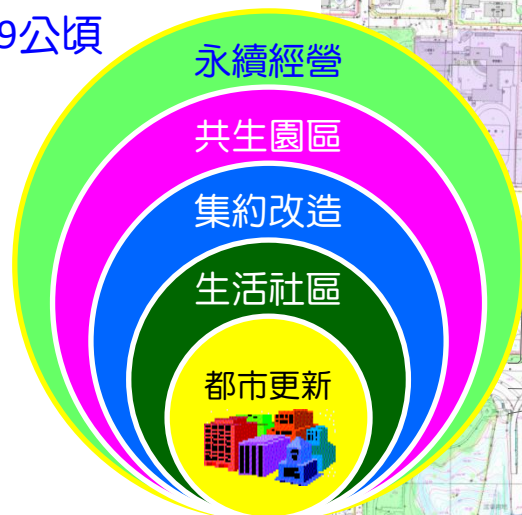 9公頃
永續經營
共生園區
集約改造
生活社區
都市更新